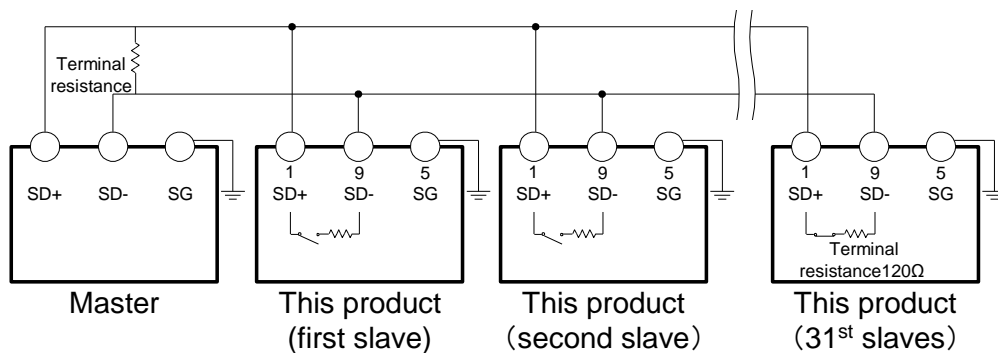 Terminal
resistance
1 9 5
1 9 5
1 9 5
SD+ SD- SG
SD+ SD- SG
SD+ SD- SG
SD+ SD- SG
Terminal
resistance120Ω
Master
This product
(first slave)
This product
（second slave）
This product
（31st slaves）